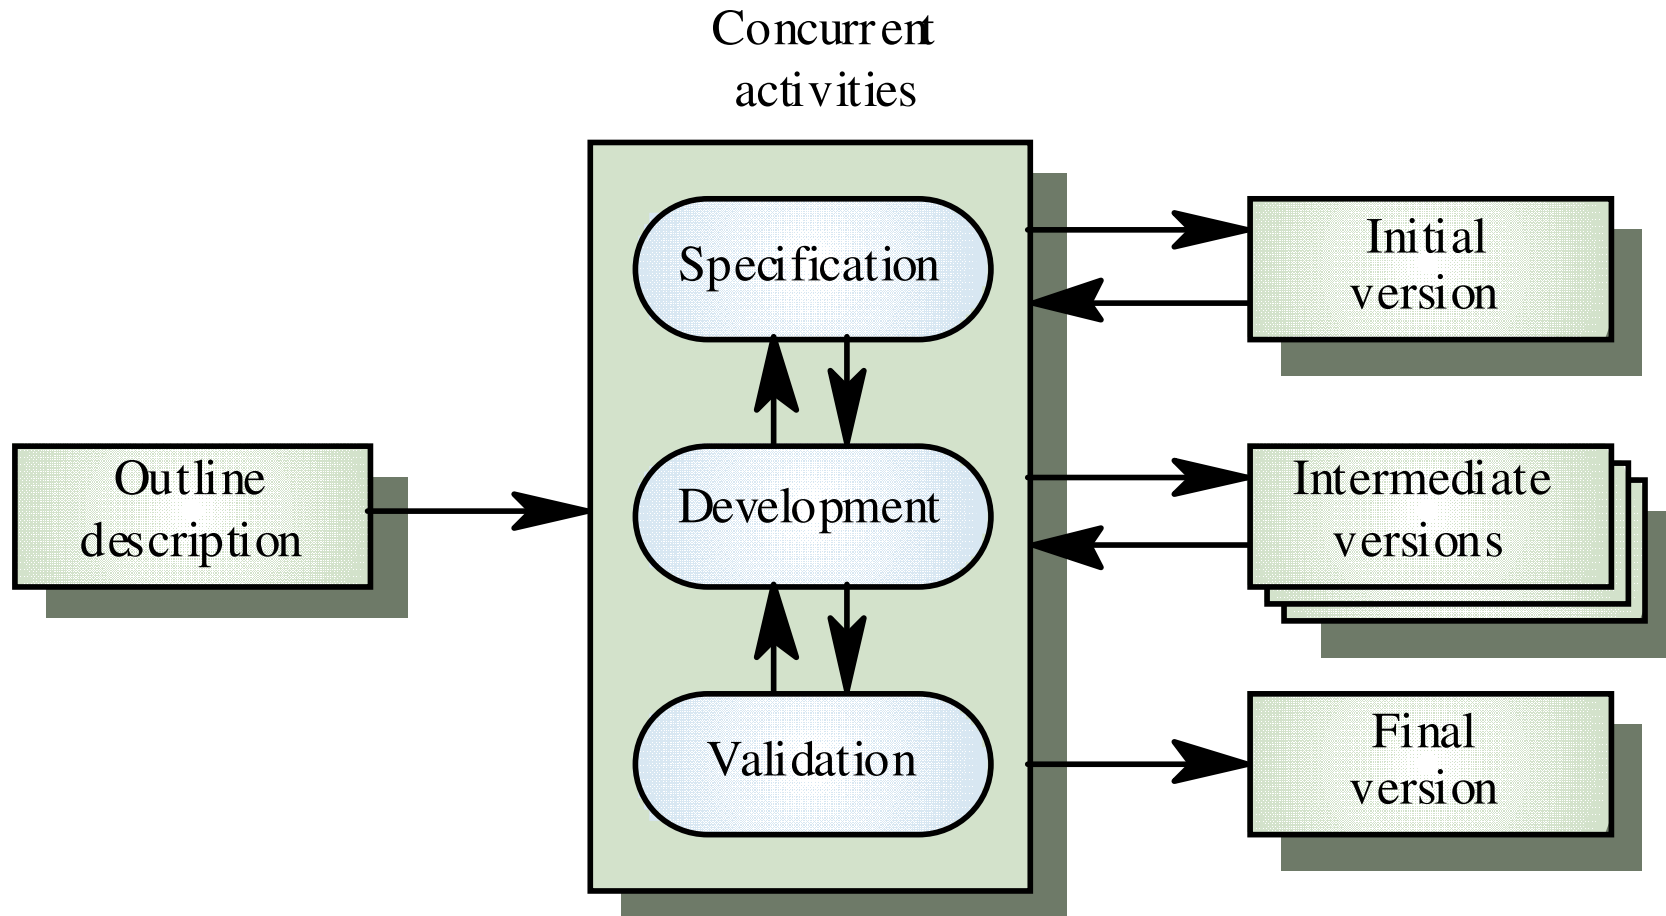 Concurrent
activities
Specification
Initial
version
Outline
description
Development
Intermediate
versions
Validation
Final
version